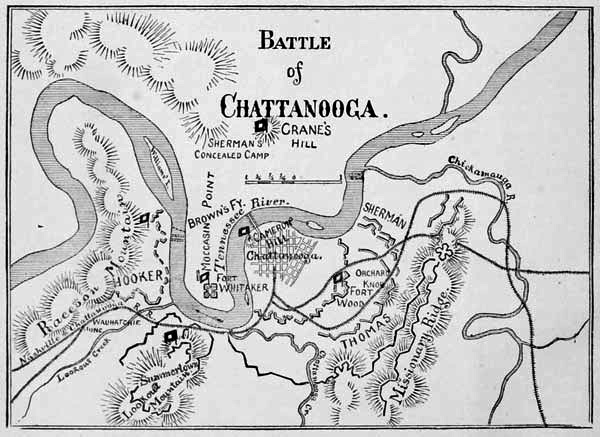 BATTLE
of
CHATTANOOGA.
CRANE'S
HILL
SHERMAN'S
CONCEALED CAMP
Chickamauga R.
MOCCASIN POINT
BROWN'S FY.
Tennessee River.
SHERMAN
CAMERON
HILL
Chattanooga.
Raccoon Mountain
HOOKER
FORT
WHITAKER
ORCHARD
KNOB
FORT
WOOD
THOMAS
Missionary Ridge
Nashville & Chattanooga R.R.
WAUHATCHIE
Lookout Creek
Summertown
Lookout
Mountain
Chattanooga Cr.